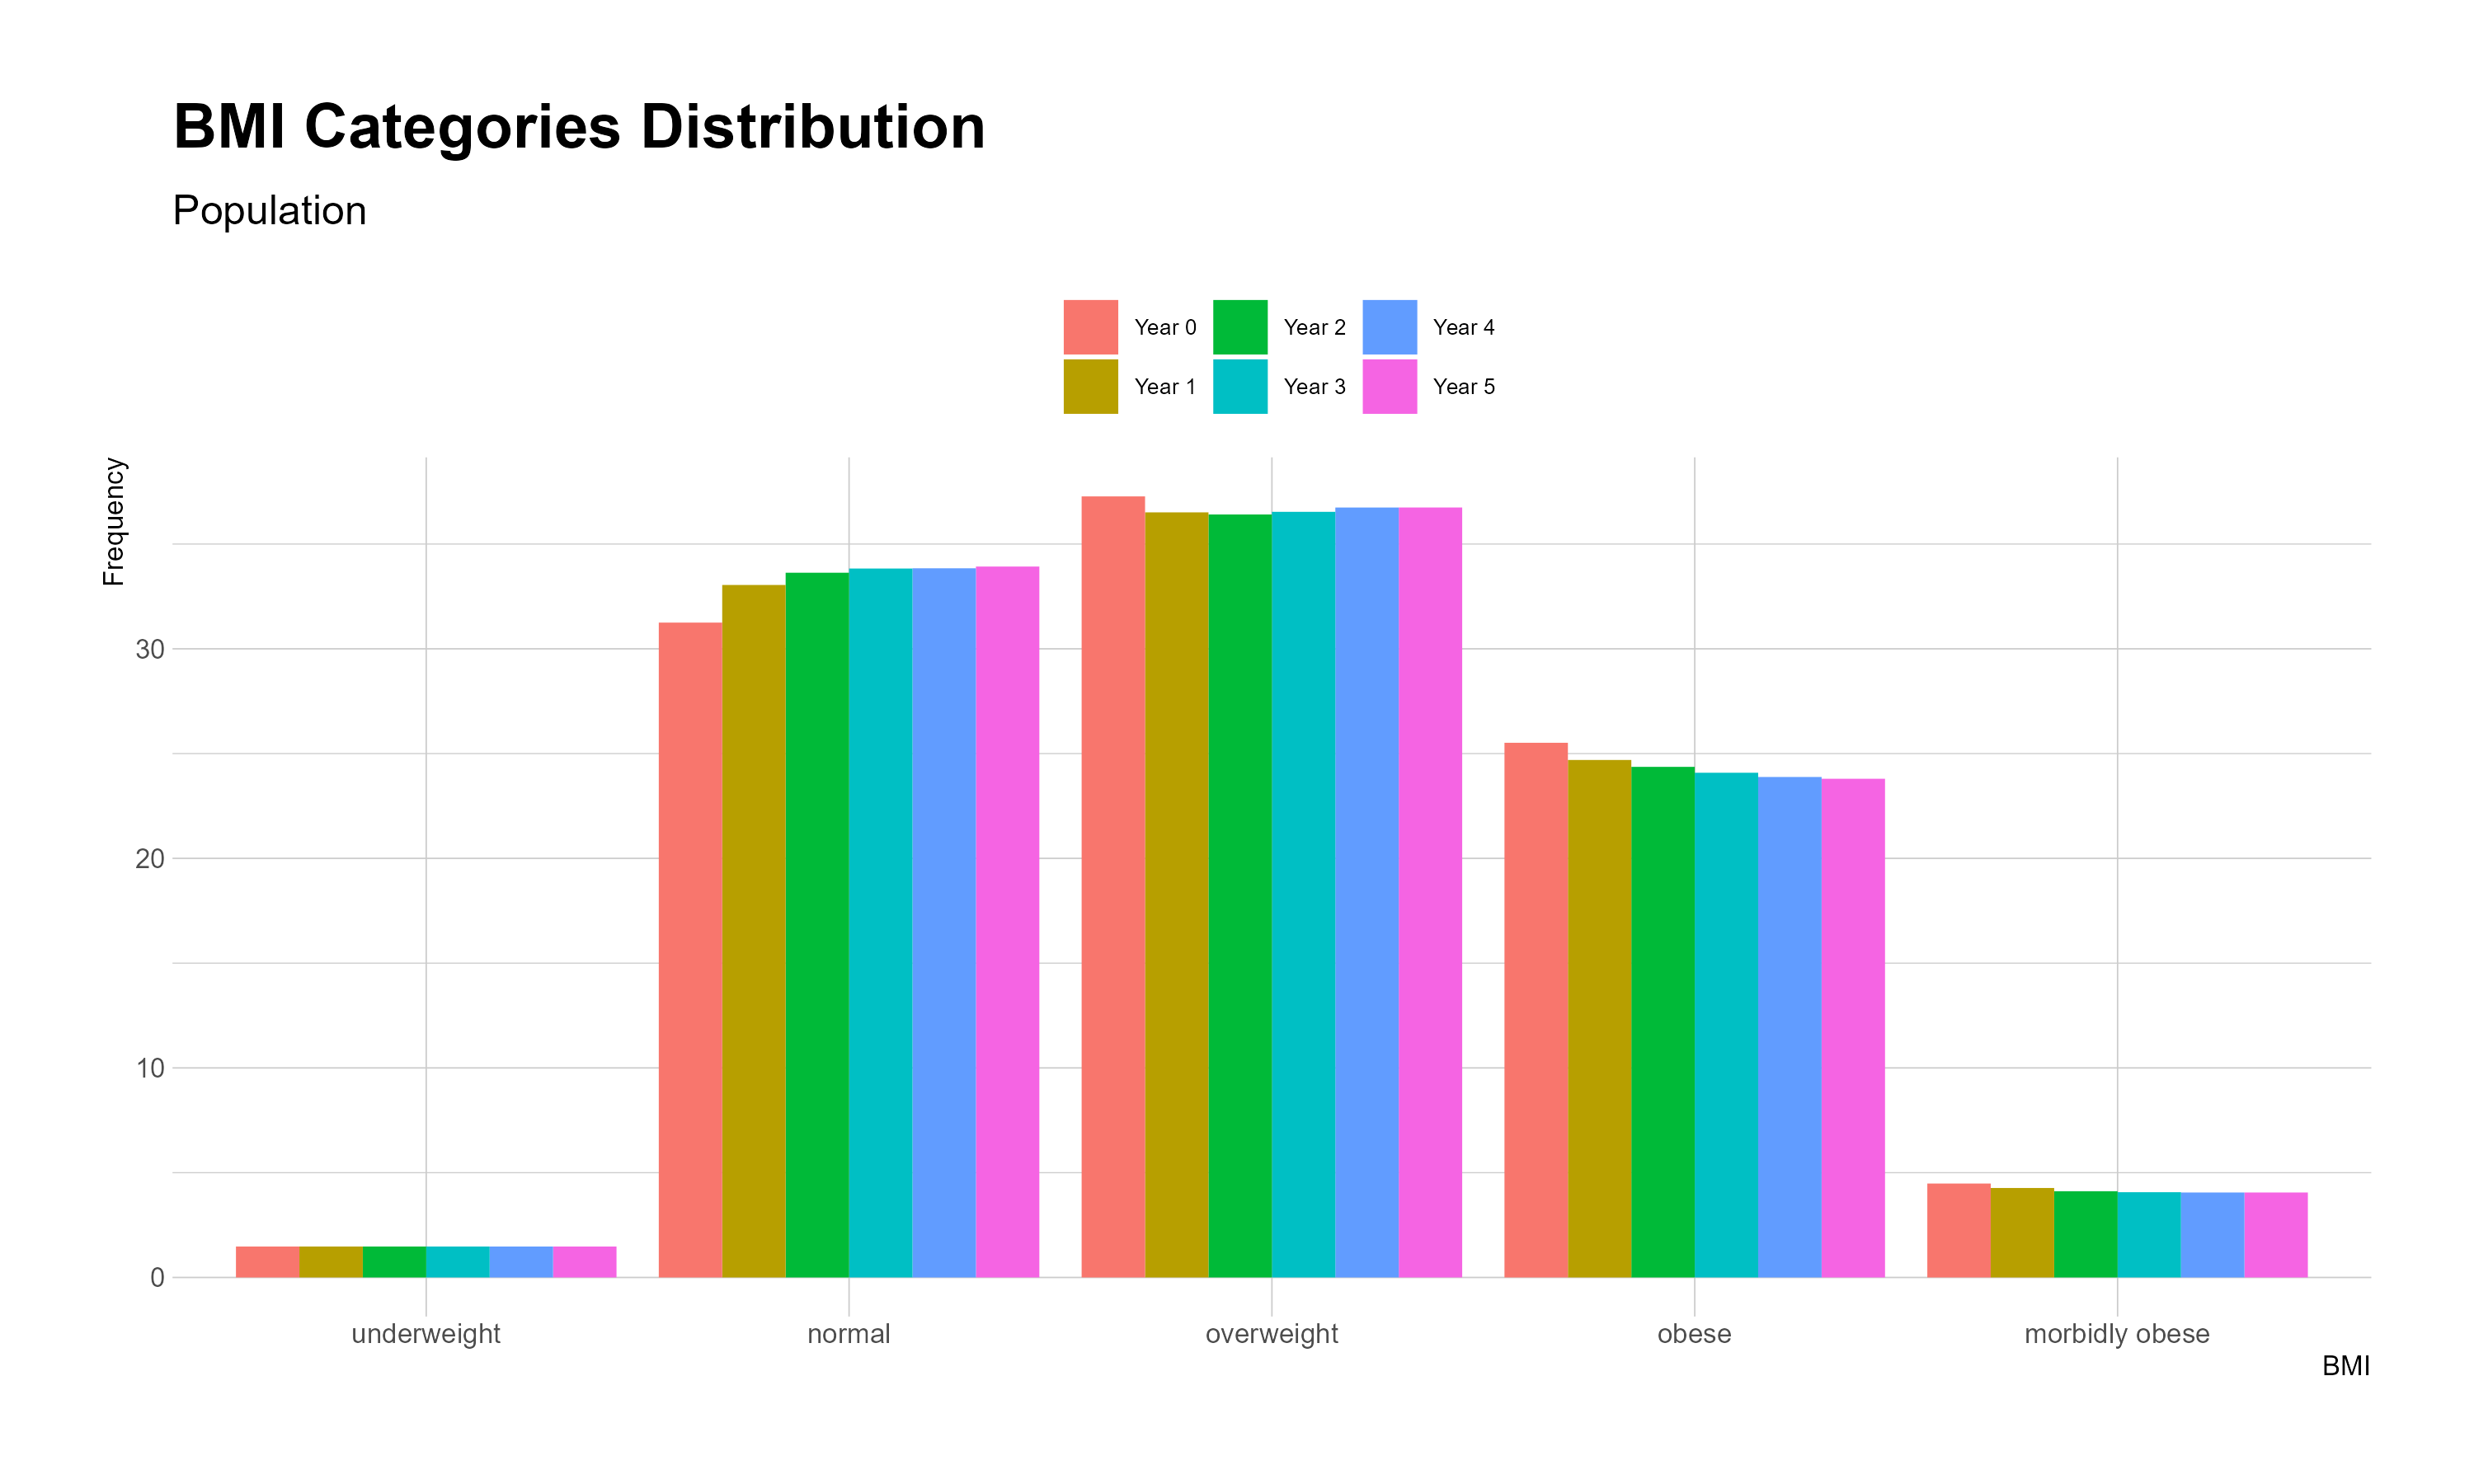 BMI Categories Distribution
Population
Year 0 Year 2 Year 4
Year 1 Year 3 Year 5
Frequency
30
20
10
0
underweight normal overweight obese morbidly obese
BMI